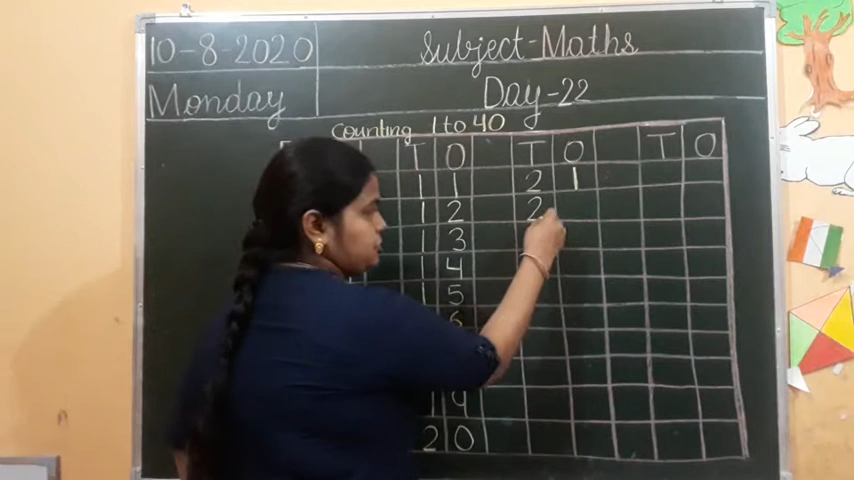 10-8-2020 Subject-Maths
Monday Day-22
Counting 1 to 40
T O T O T O
1 1 2 1
1 2 2
1 3
1 4
1 5
6
2 0